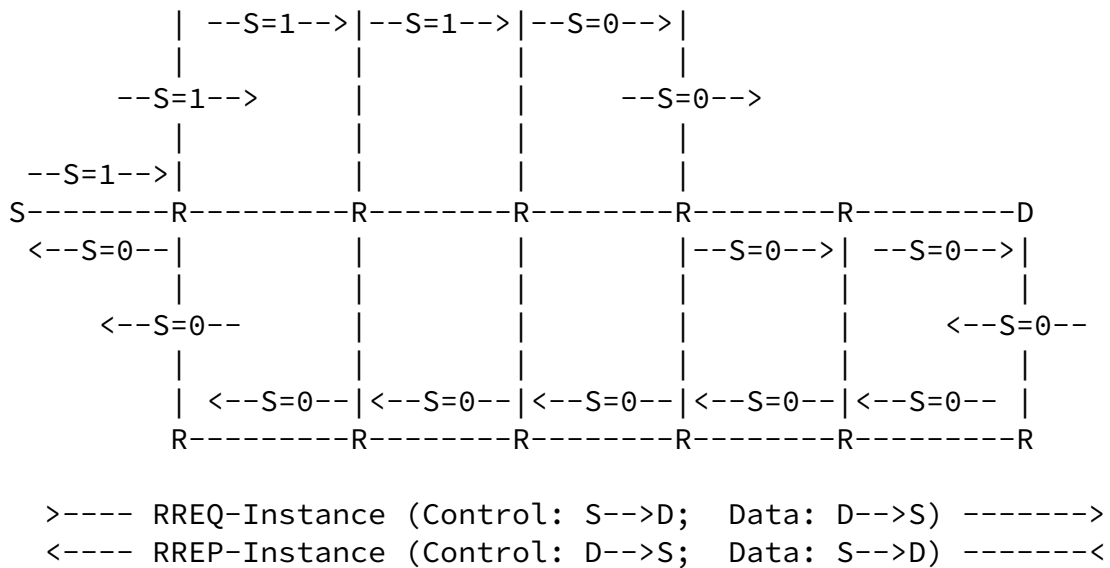 | --S=1-->|--S=1-->|--S=0-->|
| | | |
--S=1--> | | --S=0-->
| | | |
--S=1-->| | | |
S--------R---------R--------R--------R--------R---------D
<--S=0--| | | |--S=0-->| --S=0-->|
| | | | | |
<--S=0-- | | | | <--S=0--
| | | | | |
| <--S=0--|<--S=0--|<--S=0--|<--S=0--|<--S=0-- |
R---------R--------R--------R--------R---------R
>---- RREQ-Instance (Control: S-->D; Data: D-->S) ------->
<---- RREP-Instance (Control: D-->S; Data: S-->D) -------<